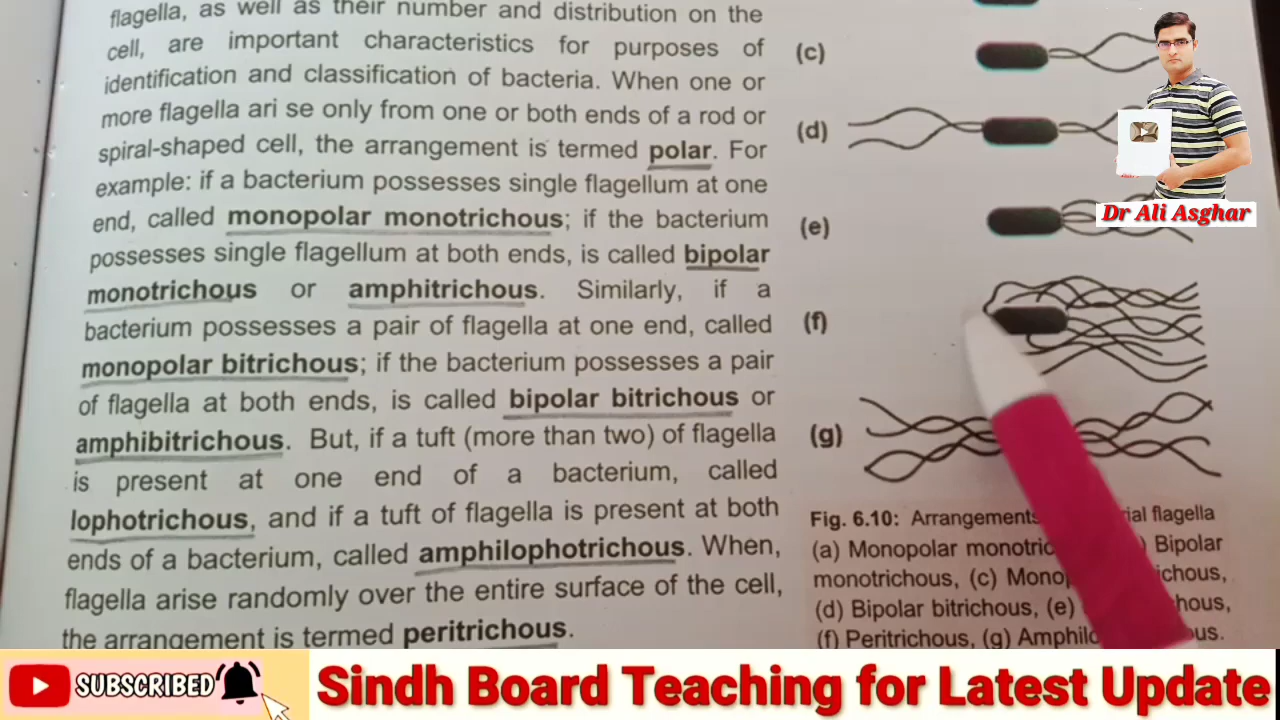 flagella, as well as their number and distribution on the
cell, are important characteristics for purposes of
identification and classification of bacteria. When one or
more flagella ari se only from one or both ends of a rod or
spiral-shaped cell, the arrangement is termed polar. For
example: if a bacterium possesses single flagellum at one
end, called monopolar monotrichous; if the bacterium
possesses single flagellum at both ends, is called bipolar
monotrichous or amphitrichous. Similarly, if a
bacterium possesses a pair of flagella at one end, called
monopolar bitrichous; if the bacterium possesses a pair
of flagella at both ends, is called bipolar bitrichous or
amphibitrichous. But, if a tuft (more than two) of flagella
is present at one end of a bacterium, called
lophotrichous, and if a tuft of flagella is present at both
ends of a bacterium, called amphilophotrichous. When,
flagella arise randomly over the entire surface of the cell,
the arrangement is termed peritrichous.
(c)
(d)
(e)
(f)
(g)
Fig. 6.10: Arrangements flagella
(a) Monopolar Bipolar
monotrichous, (c)
(d) Bipolar bitrichous, (e)
(f) Peritrichous, (g)
Dr Ali Asghar
SUBSCRIBED
Sindh Board Teaching for Latest Update